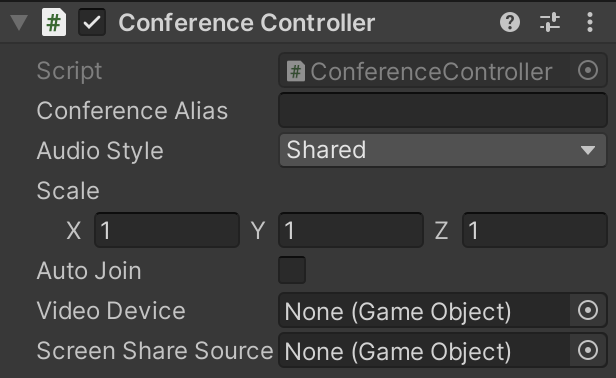 # Conference Controller
Script # ConferenceController
Conference Alias
Audio Style Shared
Scale
X 1 Y 1 Z 1
Auto Join
Video Device None (Game Object)
Screen Share Source None (Game Object)